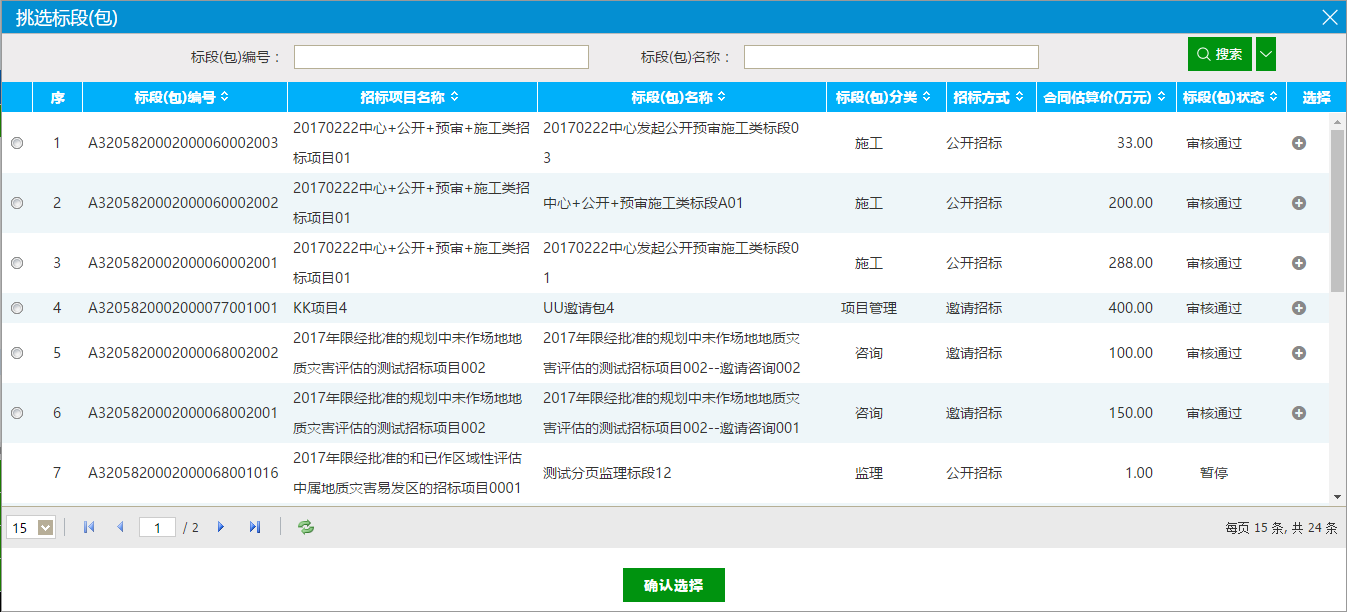 挑选标段(包)
标段(包)编号： 标段(包)名称： 搜索
序 标段(包)编号 招标项目名称 标段(包)名称 标段(包)分类 招标方式 合同估算价(万元) 标段(包)状态 选择
20170222中心+公开+预审+施工类招 20170222中心发起公开预审施工类标段0
1 A3205820002000060002003 施工 公开招标 33.00 审核通过
标项目01 3
20170222中心+公开+预审+施工类招
2 A3205820002000060002002 中心+公开+预审施工类标段A01 施工 公开招标 200.00 审核通过
标项目01
20170222中心+公开+预审+施工类招 20170222中心发起公开预审施工类标段0
3 A3205820002000060002001 施工 公开招标 288.00 审核通过
标项目01 1
4 A3205820002000077001001 KK项目4 UU邀请包4 项目管理 邀请招标 400.00 审核通过
2017年限经批准的规划中未作场地地 2017年限经批准的规划中未作场地地质灾
5 A3205820002000068002002 咨询 邀请招标 100.00 审核通过
质灾害评估的测试招标项目002 害评估的测试招标项目002--邀请咨询002
2017年限经批准的规划中未作场地地 2017年限经批准的规划中未作场地地质灾
6 A3205820002000068002001 咨询 邀请招标 150.00 审核通过
质灾害评估的测试招标项目002 害评估的测试招标项目002--邀请咨询001
2017年限经批准的和已作区域性评估
7 A3205820002000068001016 测试分页监理标段12 监理 公开招标 1.00 暂停
中属地质灾害易发区的招标项目0001
15 1 / 2 每页 15 条, 共 24 条
确认选择